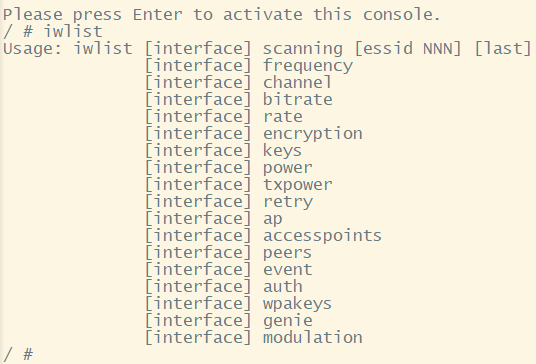 Please press Enter to activate this console.
/ # iwlist
Usage: iwlist [interface] scanning [essid NNN] [last]
              [interface] frequency
              [interface] channel
              [interface] bitrate
              [interface] rate
              [interface] encryption
              [interface] keys
              [interface] power
              [interface] txpower
              [interface] retry
              [interface] ap
              [interface] accesspoints
              [interface] peers
              [interface] event
              [interface] auth
              [interface] wpakeys
              [interface] genie
              [interface] modulation
/ #